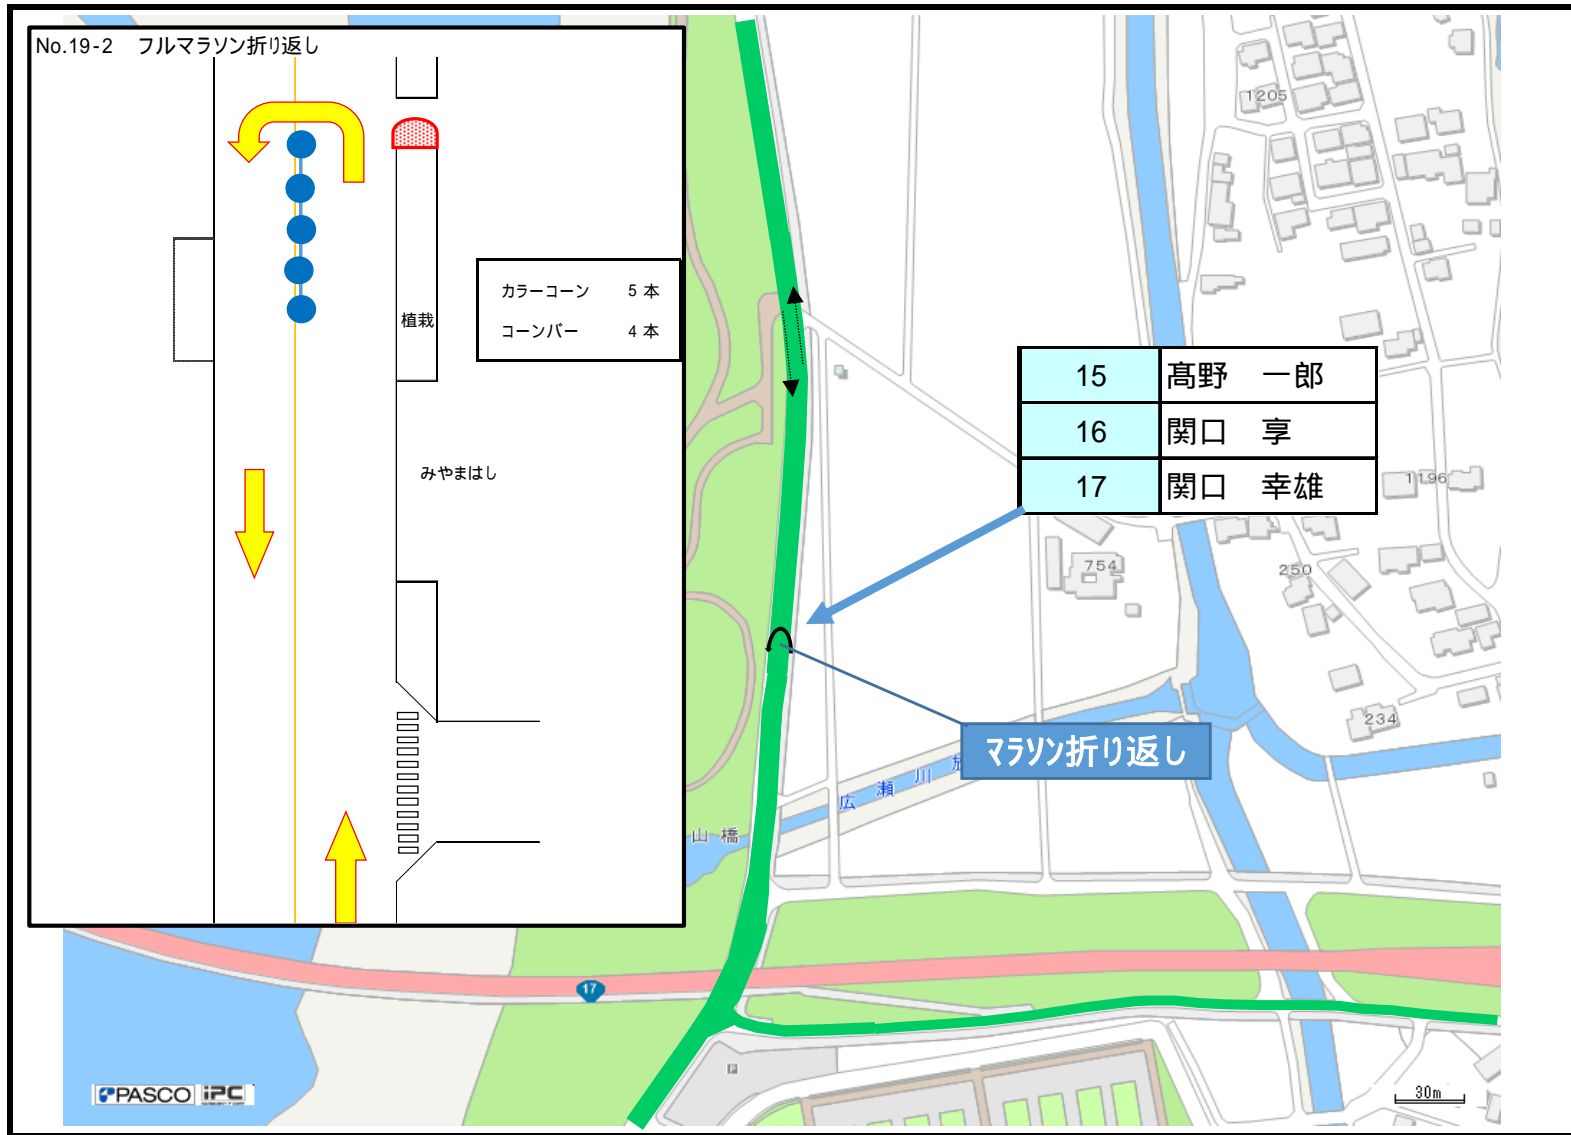 No.19-2 フルマラソン折り返し
カラーコーン 5 本
コーンバー 4 本
植栽
みやまはし
15 髙野 一郎
16 関口 享
17 関口 幸雄
マラソン折り返し
1205
1196
754
250
234
広瀬川
山橋
17
P
PASCO iPC
30m